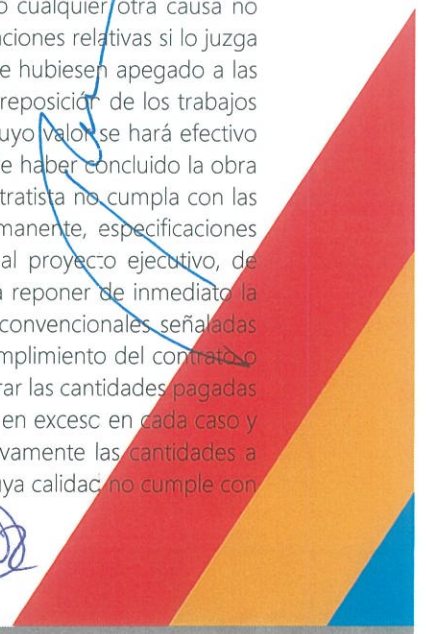 o cualquier otra causa no
aciones relativas si lo juzga
e hubiesen apegado a las
reposición de los trabajos
uyo valor se hará efectivo
e haber concluido la obra
tratista no cumpla con las
manente, especificaciones
al proyecto ejecutivo, de
a reponer de inmediato la
convencionales señaladas
umplimiento del contrato o
rar las cantidades pagadas
en exceso en cada caso y
ivamente las cantidades a
uya calidad no cumple con